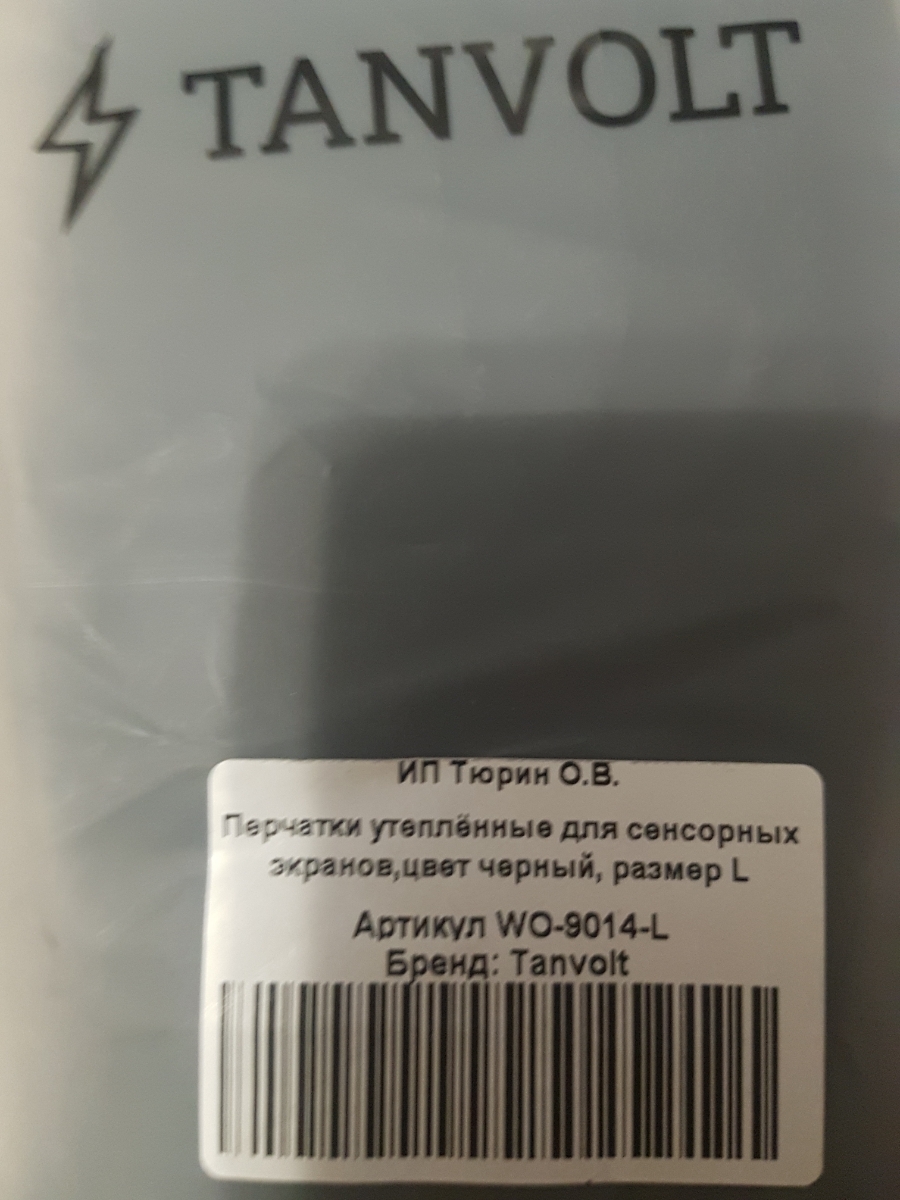 TANVOLT
ИП Тюрин О.В.
Перчатки утеплённые для сенсорных
экранов,цвет черный, размер L
Артикул WO-9014-L
Бренд: Tanvolt